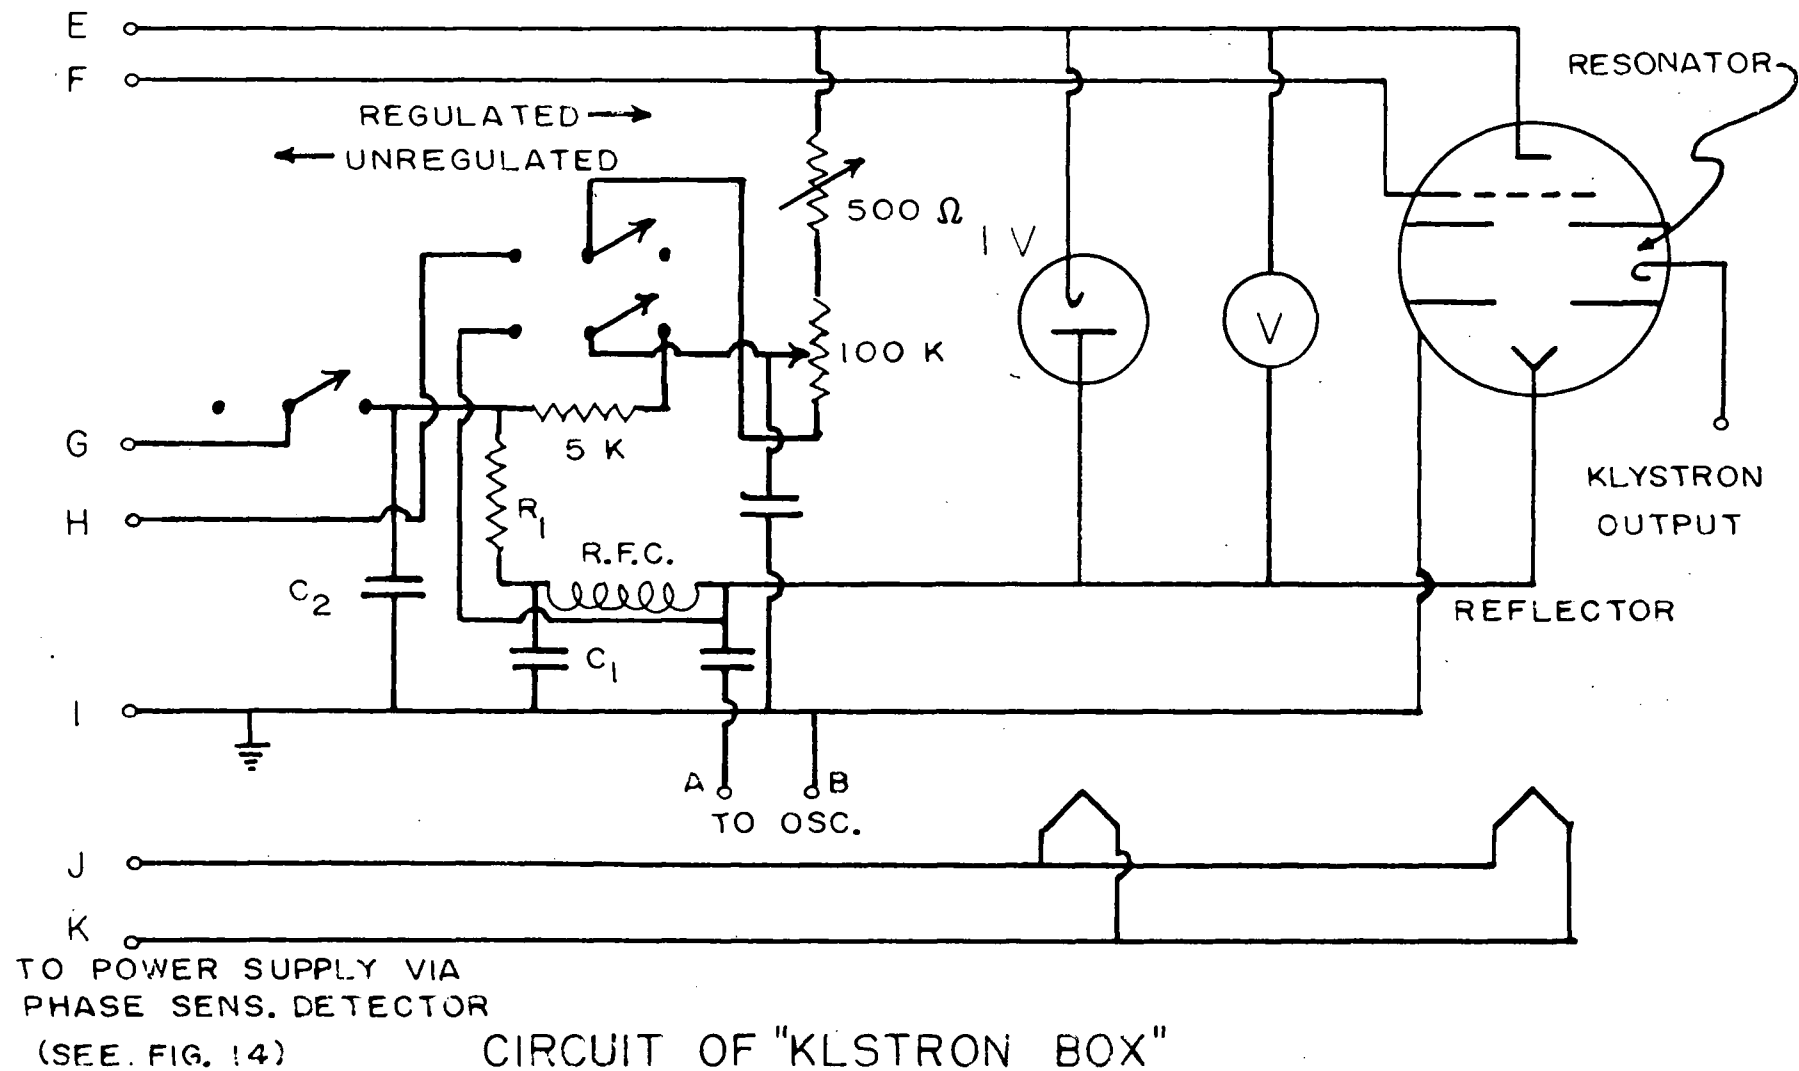 E
F
RESONATOR
REGULATED
UNREGULATED
500 Ω
1 V
V
100 K
G
5 K
KLYSTRON
OUTPUT
H
R1
R.F.C.
C2
REFLECTOR
C1
I
A
B
TO OSC.
J
K
TO POWER SUPPLY VIA
PHASE SENS. DETECTOR
(SEE. FIG. 14)
CIRCUIT OF "KLSTRON BOX"